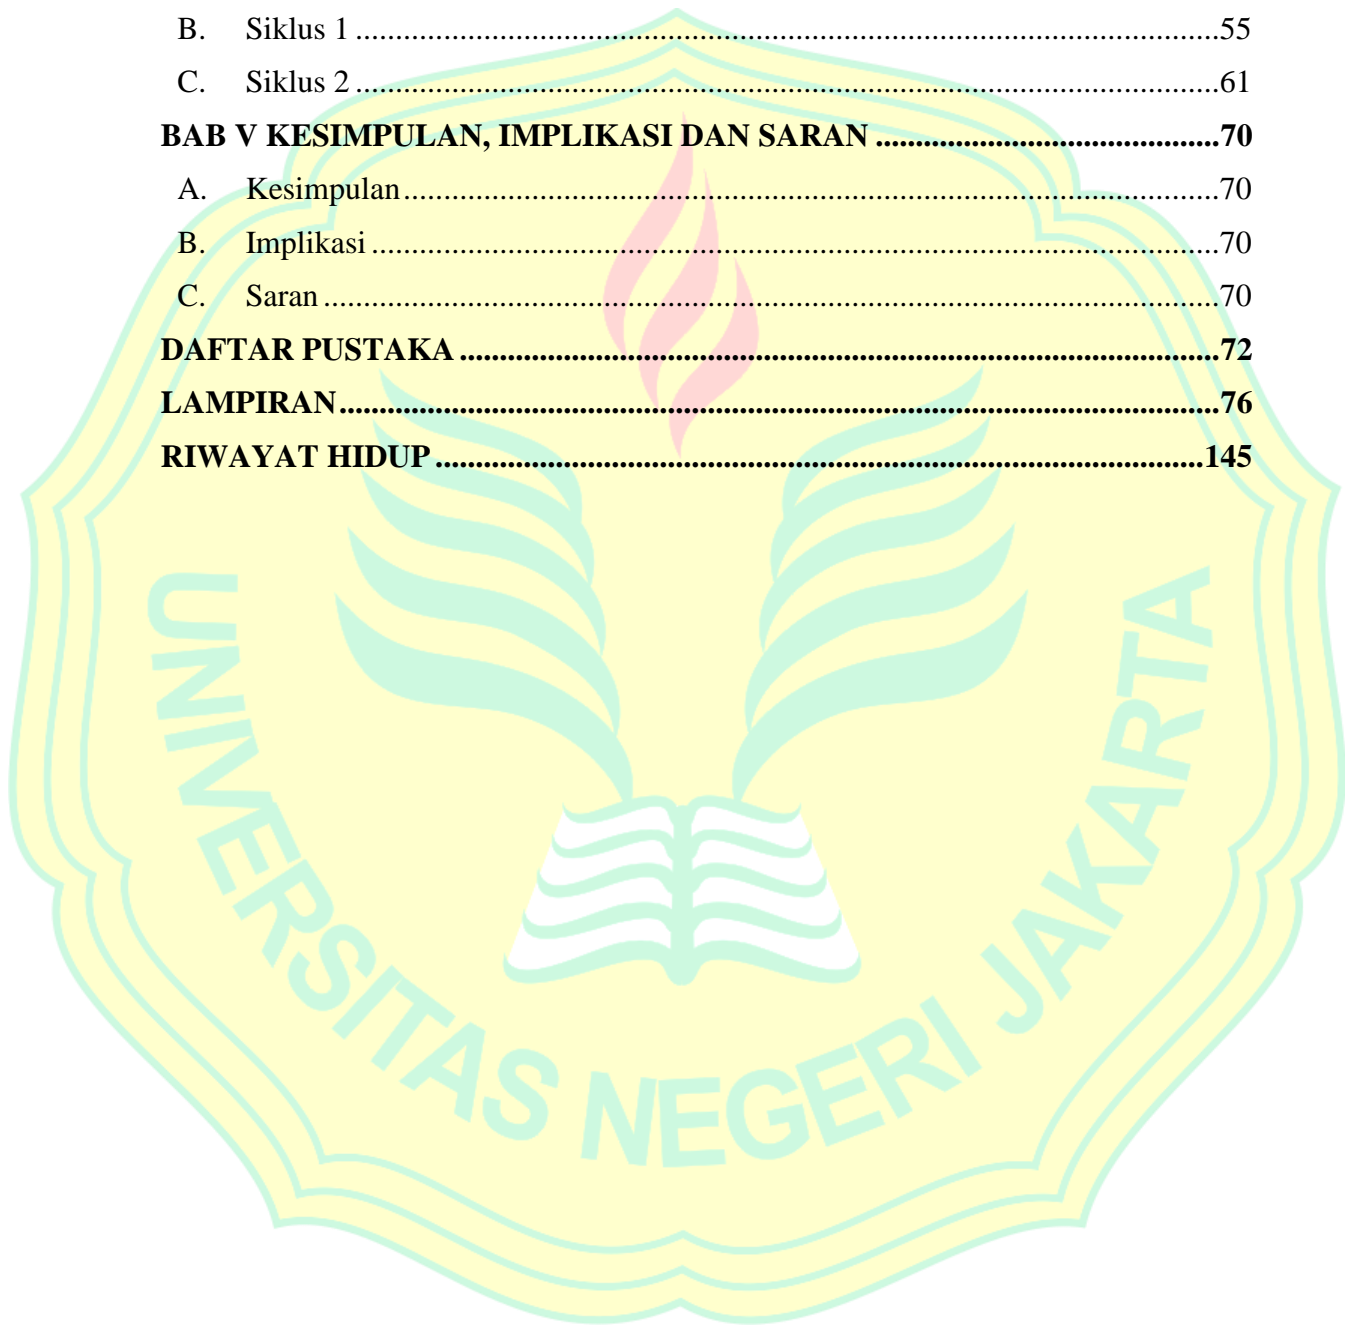 B. Siklus 1 ..............................................................................................................55
C. Siklus 2 ..............................................................................................................61
BAB V KESIMPULAN, IMPLIKASI DAN SARAN ...........................................70
A. Kesimpulan........................................................................................................70
B. Implikasi ............................................................................................................70
C. Saran ..................................................................................................................70
DAFTAR PUSTAKA ................................................................................................72
LAMPIRAN................................................................................................................76
RIWAYAT HIDUP ..................................................................................................145
UNIVERSITAS NEGERI JAKARTA